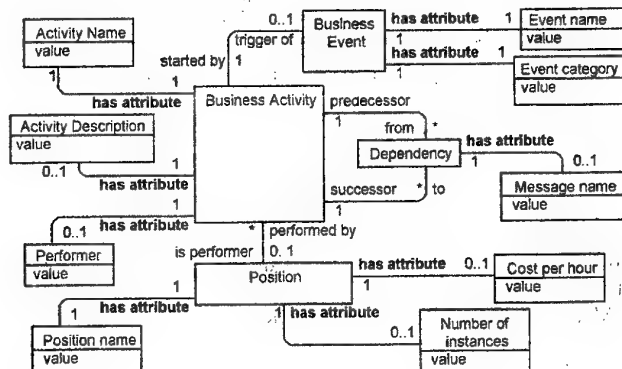 Activity Name
value
1
has attribute
1
started by
1
0..1
trigger of
Business
Event
has attribute
1
1
Event name
value
has attribute
1
1
Event category
value
Business Activity
Activity Description
value
0..1
has attribute
1
predecessor
1
from
*
Dependency
has attribute
1
0..1
Message name
value
successor
1
*
to
1
has attribute
0..1
Performer
value
*
performed by
is performer
0..1
Position
has attribute
1
0..1
Cost per hour
value
1
has attribute
1
Position name
value
1
has attribute
0..1
Number of
instances
value